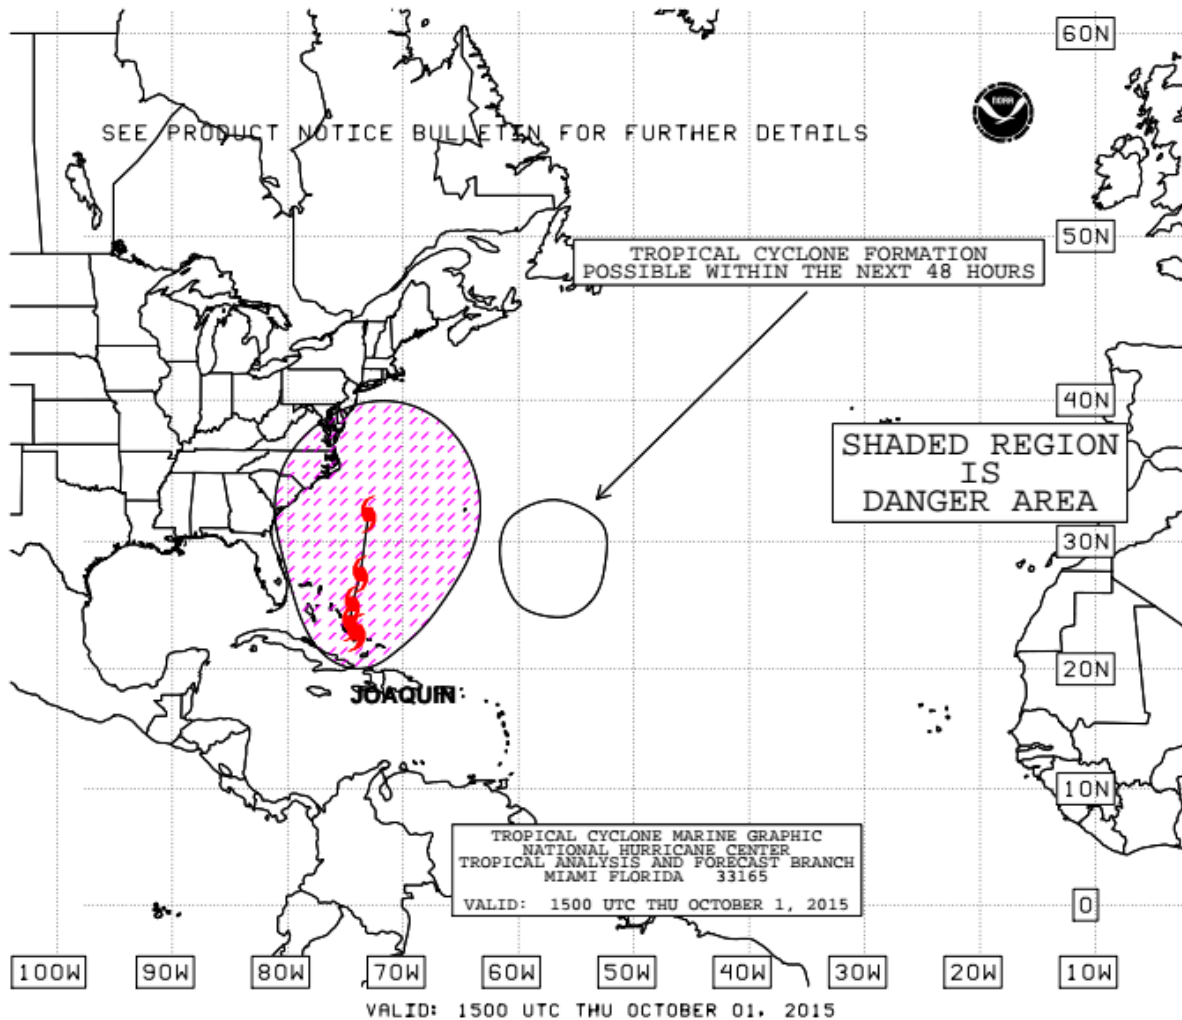 60N
NOAA
SEE PRODUCT NOTICE BULLETIN FOR FURTHER DETAILS
50N
TROPICAL CYCLONE FORMATION
POSSIBLE WITHIN THE NEXT 48 HOURS
40N
SHADED REGION
IS
DANGER AREA
30N
20N
JOAQUIN
10N
TROPICAL CYCLONE MARINE GRAPHIC
NATIONAL HURRICANE CENTER
TROPICAL ANALYSIS AND FORECAST BRANCH
MIAMI FLORIDA 33165
VALID: 1500 UTC THU OCTOBER 1, 2015
0
100W 90W 80W 70W 60W 50W 40W 30W 20W 10W
VALID: 1500 UTC THU OCTOBER 01, 2015